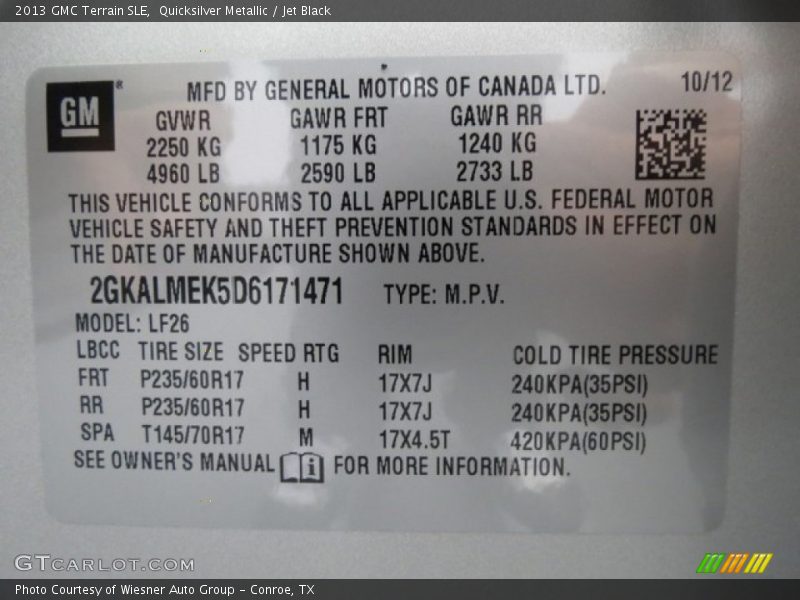 2013 GMC Terrain SLE,  Quicksilver Metallic / Jet Black
GM ® MFD BY GENERAL MOTORS OF CANADA LTD. 10/12
GVWR GAWR FRT GAWR RR
2250 KG 1175 KG 1240 KG
4960 LB 2590 LB 2733 LB
THIS VEHICLE CONFORMS TO ALL APPLICABLE U.S. FEDERAL MOTOR
VEHICLE SAFETY AND THEFT PREVENTION STANDARDS IN EFFECT ON
THE DATE OF MANUFACTURE SHOWN ABOVE.
2GKALMEK5D6171471 TYPE: M.P.V.
MODEL: LF26
LBCC TIRE SIZE SPEED RTG RIM COLD TIRE PRESSURE
FRT P235/60R17 H 17X7J 240KPA(35PSI)
RR P235/60R17 H 17X7J 240KPA(35PSI)
SPA T145/70R17 M 17X4.5T 420KPA(60PSI)
SEE OWNER'S MANUAL i FOR MORE INFORMATION.
GTCARLOT.COM
Photo Courtesy of Wiesner Auto Group - Conroe, TX